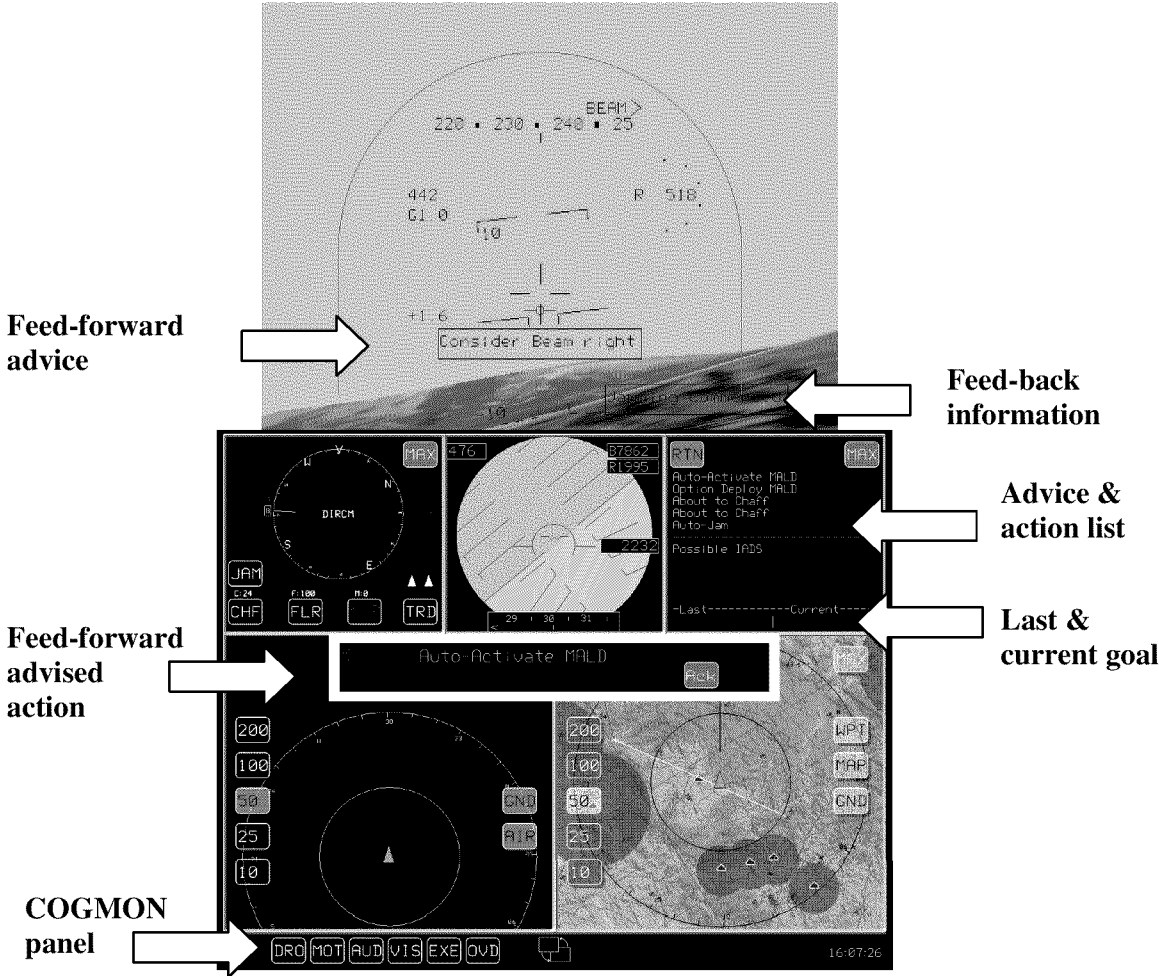 BEAM >
220 ▪ 230 ▪ 240 ▪ 25
442
G1 0
R 518
10
+1.6
Consider Beam right
10
Feed-forward
advice
Feed-back
information
MAX
W
N
DIRCM
S
E
JAM
C:24
F:100
M:0
CHF
FLR
TRD
476
B7862
R1995
2232
29 30 31
<
RTN
MAX
Auto-Activate MALD
Option Deploy MALD
About to Chaff
About to Chaff
Auto-Jam
Possible IADS
-Last----------Current--
Advice &
action list
Last &
current goal
Feed-forward
advised
action
Auto-Activate MALD
Ack
200
100
50
25
10
30
GND
AIR
200
100
50
25
10
WPT
MAP
GND
COGMON
panel
DRO MOT AUD VIS EXE OVD
16:07:26